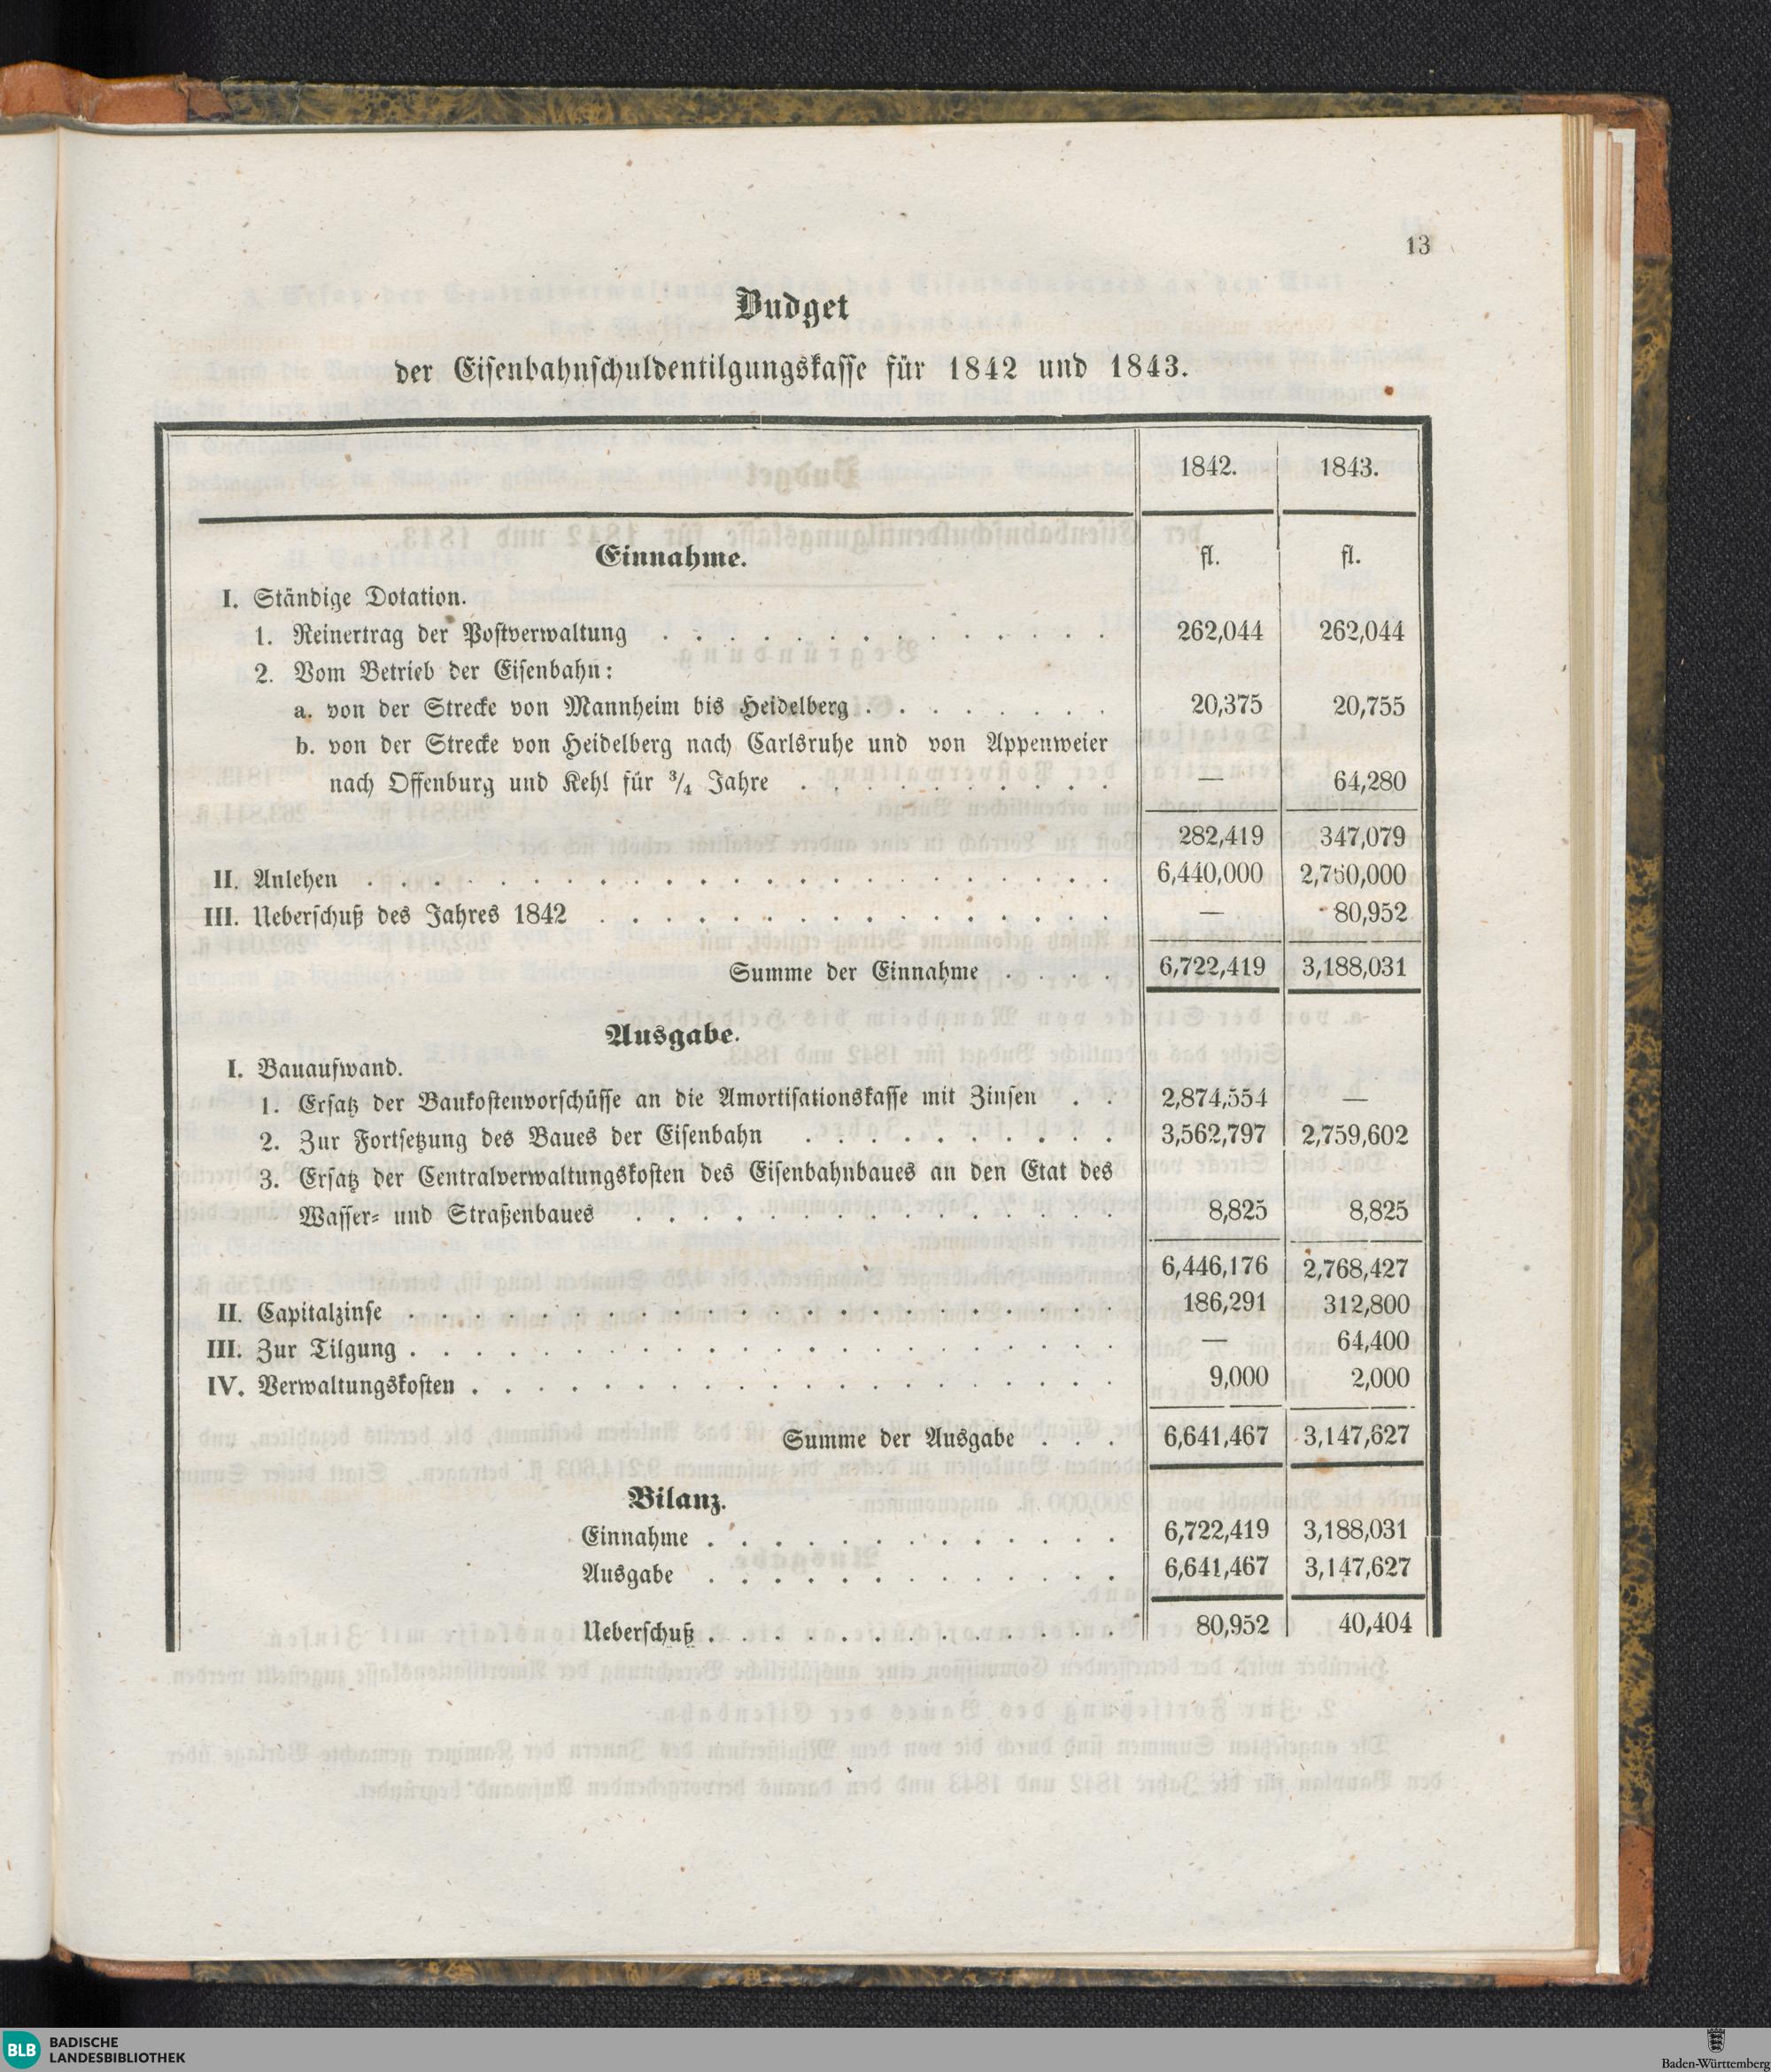 13
Budget
der Eisenbahnschuldentilgungskasse für 1842 und 1843.
1842. 1843.
Einnahme. fl. fl.
I. Ständige Dotation.
1. Reinertrag der Postverwaltung . . . . . . . . . . . . . . 262,044 262,044
2. Vom Betrieb der Eisenbahn:
a. von der Strecke von Mannheim bis Heidelberg . . . . . . . . 20,375 20,755
b. von der Strecke von Heidelberg nach Carlsruhe und von Appenweier
nach Offenburg und Kehl für 3/4 Jahre . . . . . . . . . . — 64,280
282,419 347,079
II. Anlehen . . . . . . . . . . . . . . . . . . . . . . . 6,440,000 2,760,000
III. Ueberschuß des Jahres 1842 . . . . . . . . . . . . . . . . — 80,952
Summe der Einnahme . . . . 6,722,419 3,188,031
Ausgabe.
I. Bauaufwand.
1. Ersatz der Baukostenvorschüsse an die Amortisationskasse mit Zinsen . . 2,874,554 —
2. Zur Fortsetzung des Baues der Eisenbahn . . . . . . . . . . 3,562,797 2,759,602
3. Ersatz der Centralverwaltungskosten des Eisenbahnbaues an den Etat des
Wasser- und Straßenbaues . . . . . . . . . . . . . . . 8,825 8,825
6,446,176 2,768,427
II. Capitalzinse . . . . . . . . . . . . . . . . . . . . . . 186,291 312,800
III. Zur Tilgung . . . . . . . . . . . . . . . . . . . . . . — 64,400
IV. Verwaltungskosten . . . . . . . . . . . . . . . . . . . . 9,000 2,000
Summe der Ausgabe . . . 6,641,467 3,147,627
Bilanz.
Einnahme . . . . . . . . . . . . . 6,722,419 3,188,031
Ausgabe . . . . . . . . . . . . . 6,641,467 3,147,627
Ueberschuß . . . . . . . . . . . . . 80,952 40,404
BLB BADISCHE
LANDESBIBLIOTHEK
Baden-Württemberg